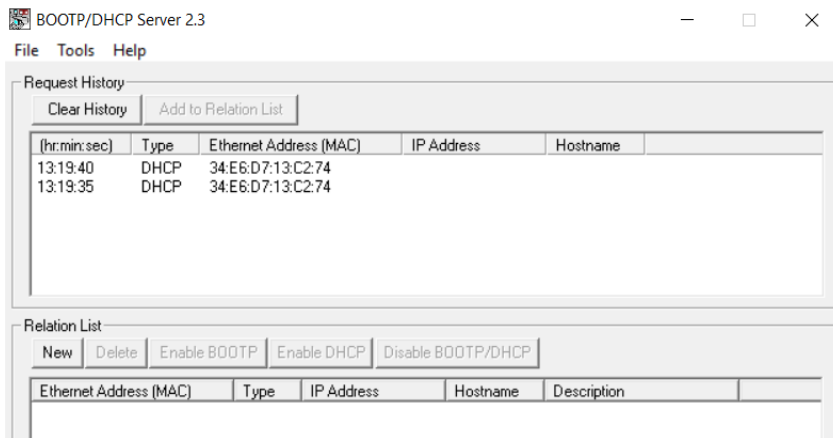 BOOTP/DHCP Server 2.3
File Tools Help
Request History
Clear History Add to Relation List
(hr:min:sec) Type Ethernet Address (MAC) IP Address Hostname
13:19:40 DHCP 34:E6:D7:13:C2:74
13:19:35 DHCP 34:E6:D7:13:C2:74
Relation List
New Delete Enable BOOTP Enable DHCP Disable BOOTP/DHCP
Ethernet Address (MAC) Type IP Address Hostname Description